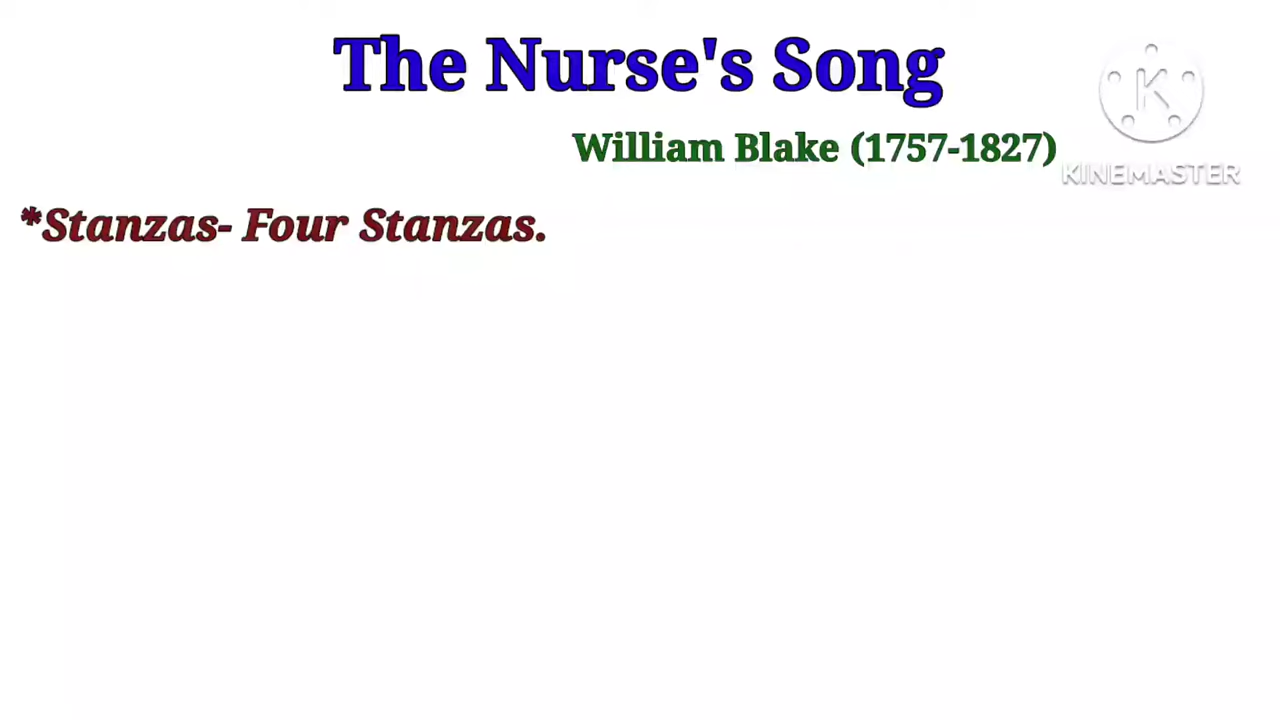 The Nurse's Song
William Blake (1757-1827)
K
KINEMASTER
*Stanzas- Four Stanzas.